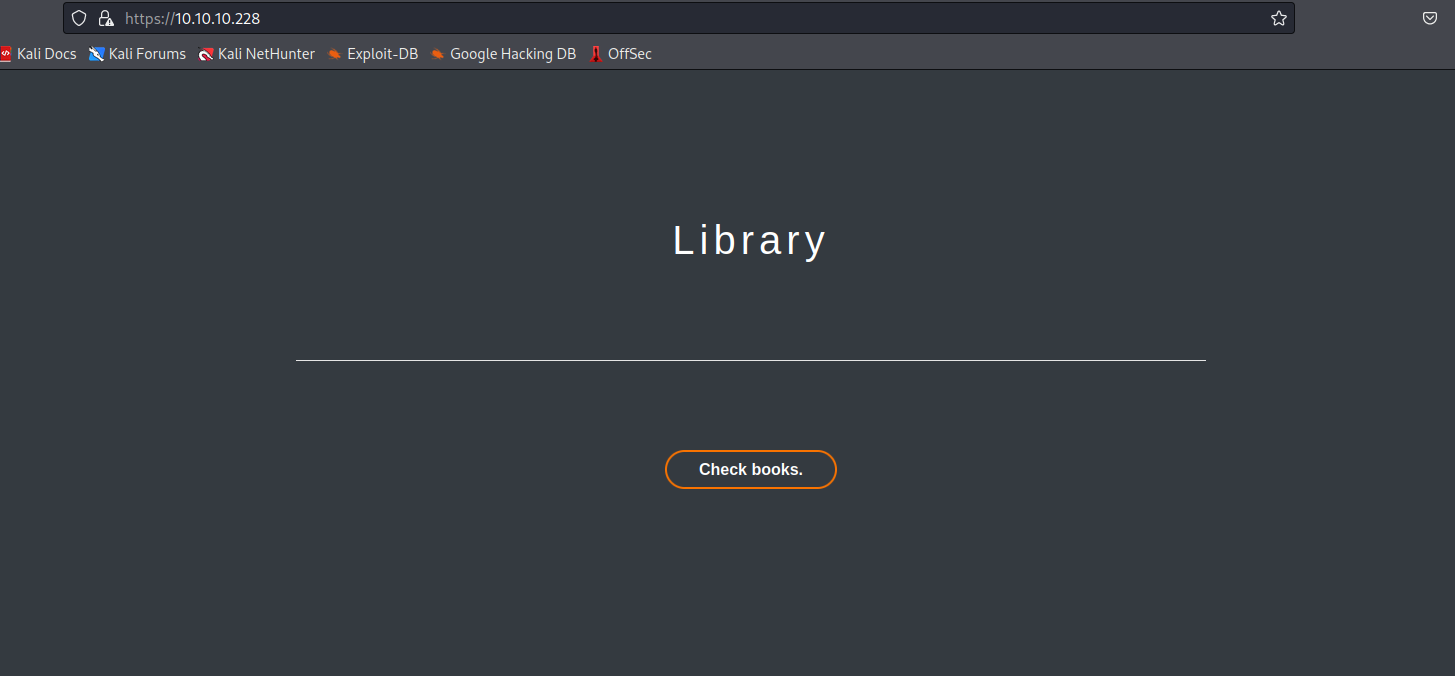 https://10.10.10.228
Kali Docs Kali Forums Kali NetHunter Exploit-DB Google Hacking DB OffSec
Library
Check books.